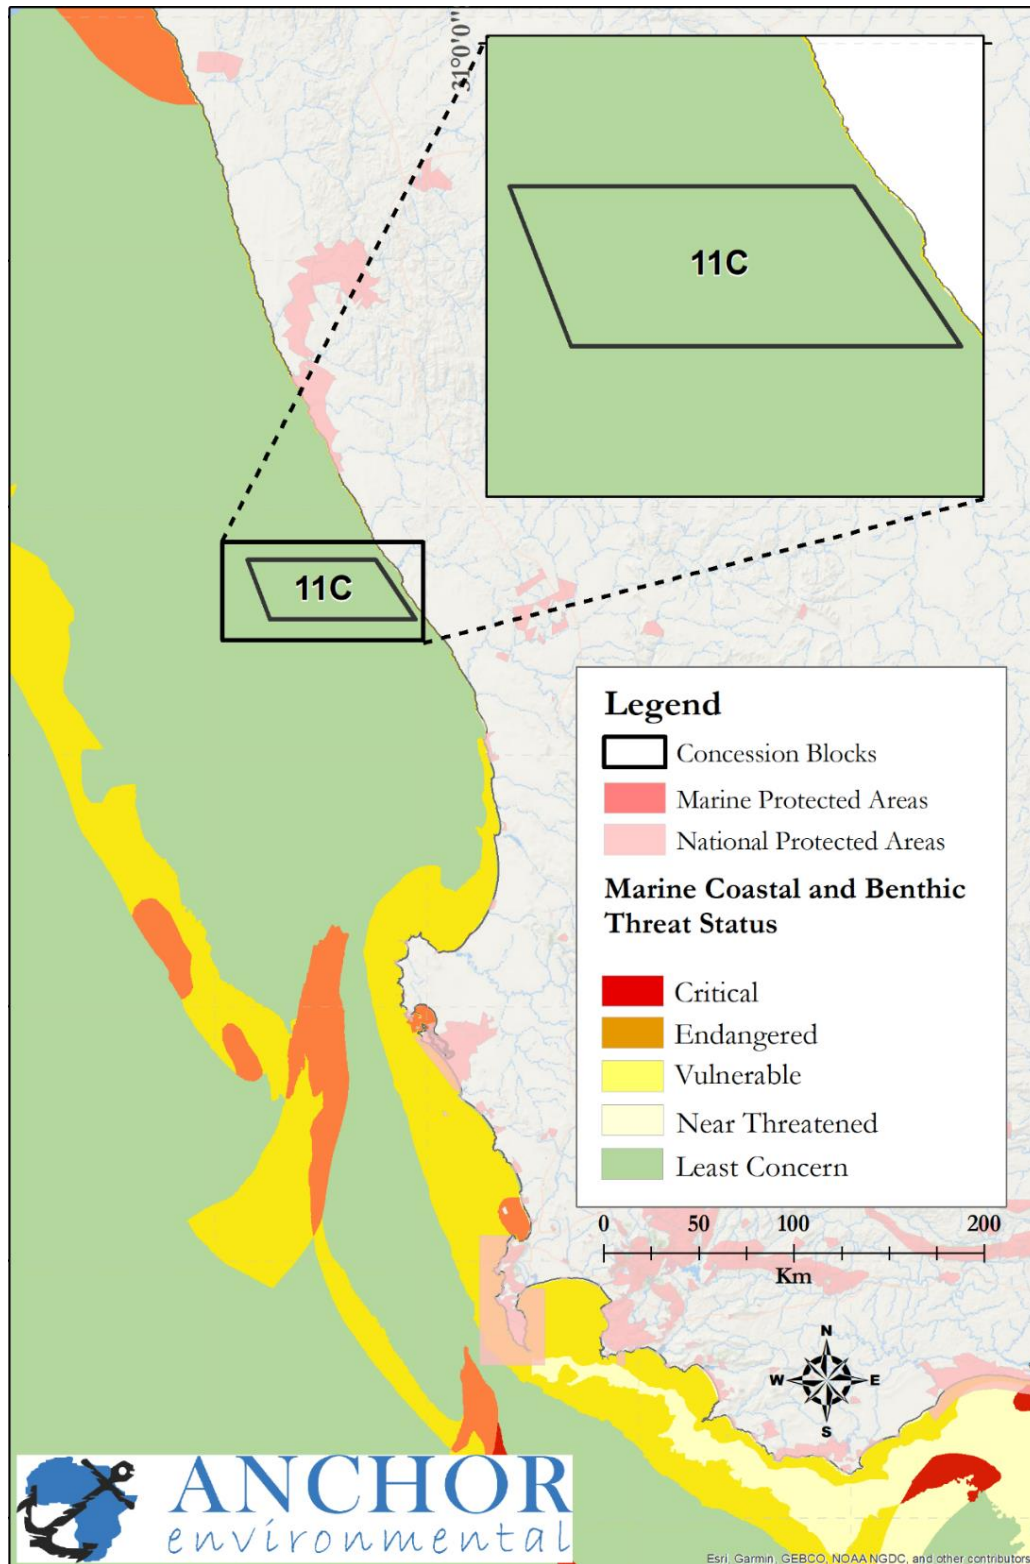 31°0'0"
11C
11C
Legend
Concession Blocks
Marine Protected Areas
National Protected Areas
Marine Coastal and Benthic
Threat Status
Critical
Endangered
Vulnerable
Near Threatened
Least Concern
0 50 100 200
Km
N
W E
S
ANCHOR
environmental
Esri, Garmin, GEBCO, NOAA NGDC, and other contributors